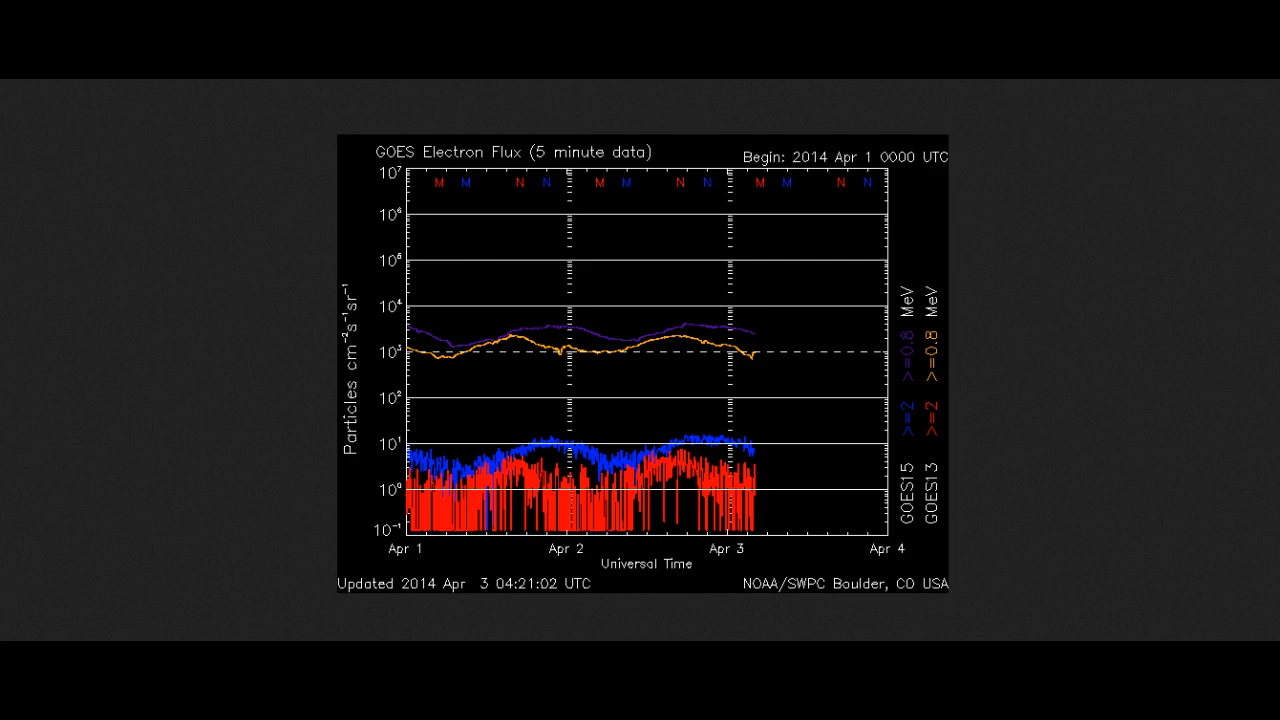 GOES Electron Flux (5 minute data)
Begin: 2014 Apr 1 0000 UTC
M M N N M M N N M M N N
10⁷
10⁶
10⁵
10⁴
10³
10²
10¹
10⁰
10⁻¹
Particles cm⁻²s⁻¹sr⁻¹
Apr 1 Apr 2 Apr 3 Apr 4
Universal Time
GOES15 >=2 >=0.8 MeV
GOES13 >=2 >=0.8 MeV
Updated 2014 Apr 3 04:21:02 UTC
NOAA/SWPC Boulder, CO USA